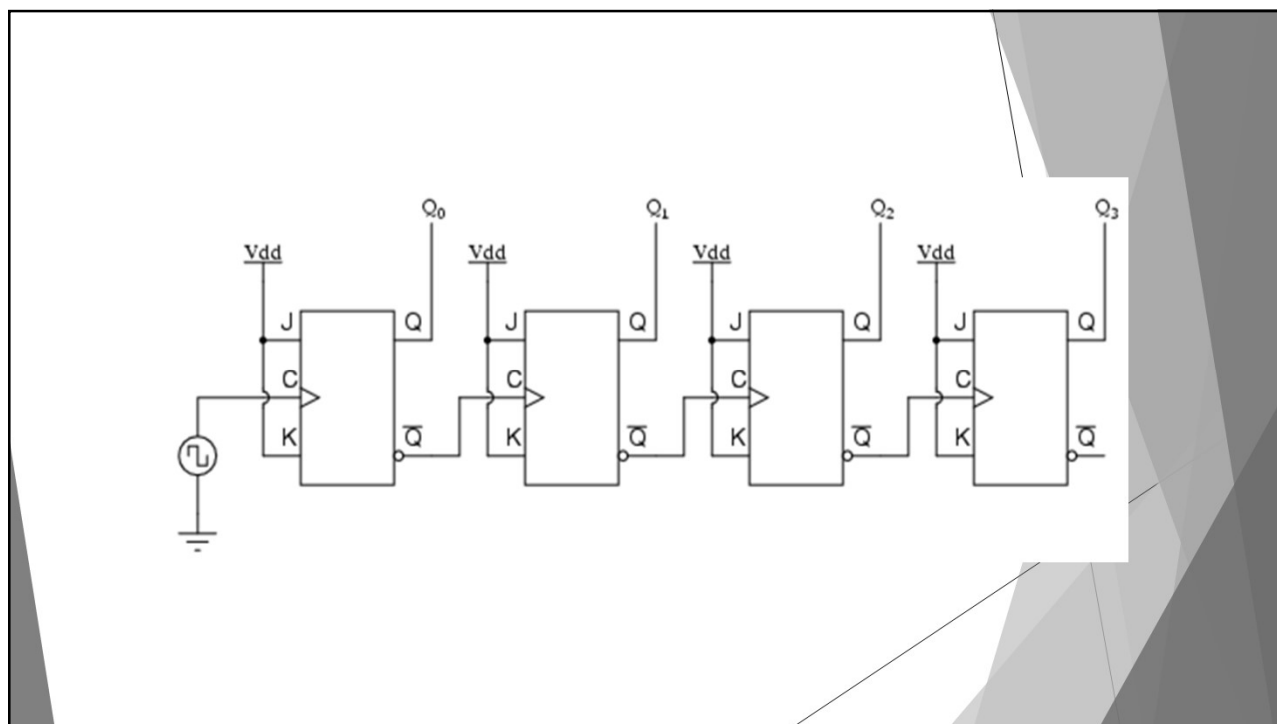 Q₀ Q₁ Q₂ Q₃
Vdd Vdd Vdd Vdd
J Q J Q J Q J Q
C C C C
K Q̅ K Q̅ K Q̅ K Q̅